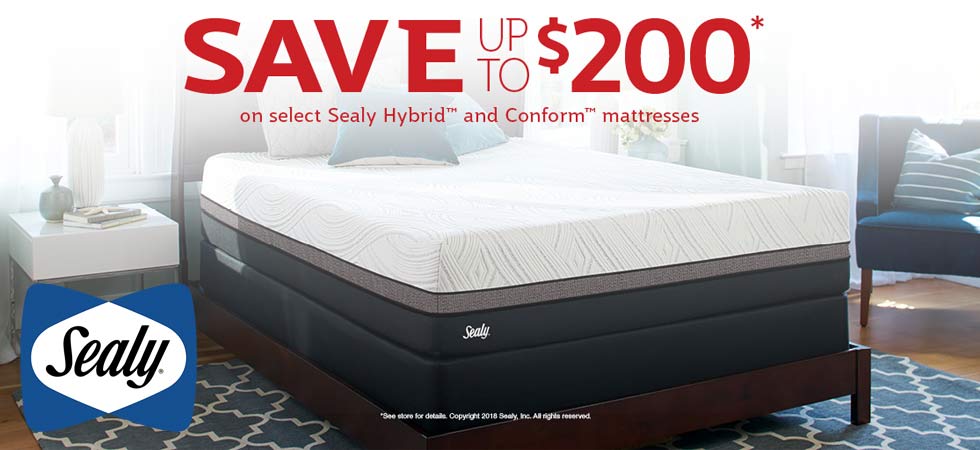 SAVE UP TO $200*
on select Sealy Hybrid™ and Conform™ mattresses
Sealy
Sealy®
*See store for details. Copyright 2018 Sealy, Inc. All rights reserved.